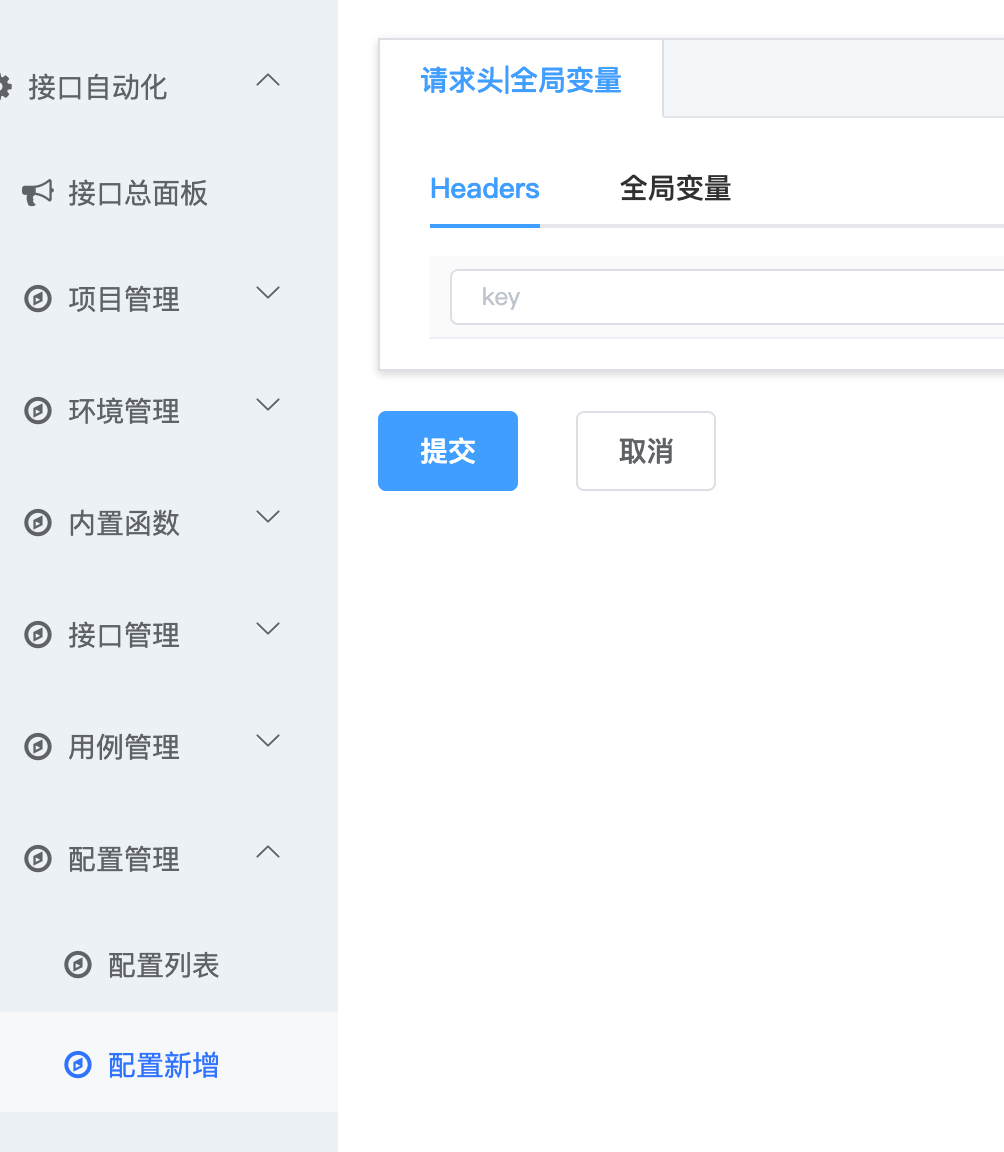 接口自动化
接口总面板
项目管理
环境管理
内置函数
接口管理
用例管理
配置管理
配置列表
配置新增
请求头|全局变量
Headers 全局变量
key
提交 取消